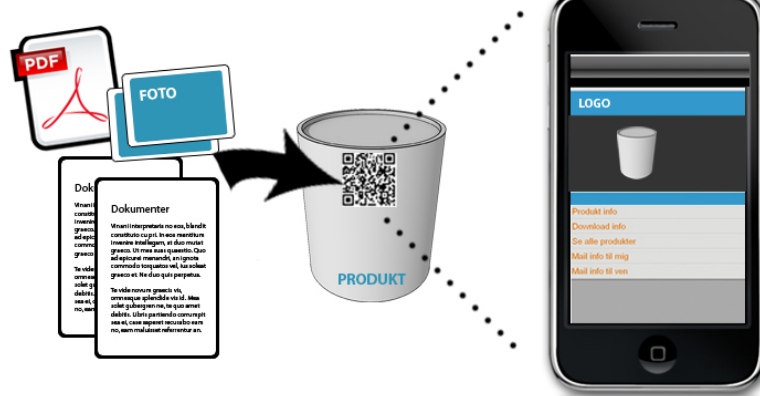 PDF
FOTO
Dok
Dokumenter
Vinani interpretaris no eos, blandit
constituto cu pri. In eos mentitum
invenire intellegam, at duo mutat
graeco. Ut mea suas quaestio. Quo
ad epicurei menandri, an ignota
commodo torquatos vel, ius soleat
graeco et. Ne duo quis perpetua.
Te vide novum graecis vis,
omnesque splendide vis id. Mea
solet gubergren ne, te quo amet
debitis. Libris partiendo corrumpit
sea ei, case saperet recusabo eam
no, eam maluisset referrentur an.
PRODUKT
LOGO
Produkt info
Download info
Se alle produkter
Mail info til mig
Mail info til ven